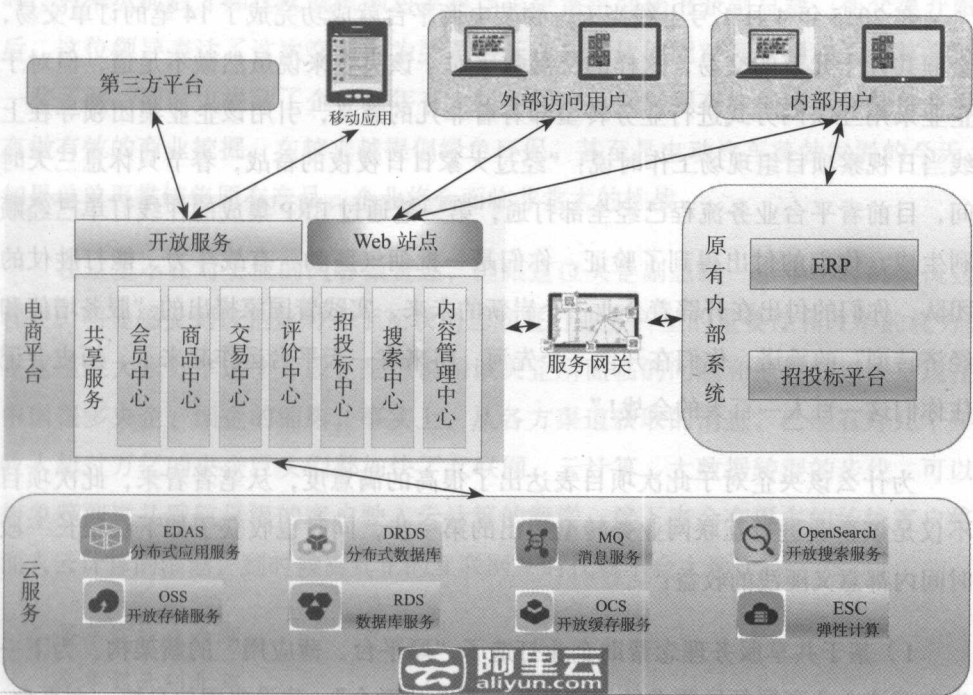 第三方平台
移动应用
外部访问用户
内部用户
开放服务
Web 站点
电商平台
共享服务
会员中心
商品中心
交易中心
评价中心
招投标中心
搜索中心
内容管理中心
服务网关
原有内部系统
ERP
招投标平台
云服务
EDAS
分布式应用服务
DRDS
分布式数据库
MQ
消息服务
OpenSearch
开放搜索服务
OSS
开放存储服务
RDS
数据库服务
OCS
开放缓存服务
ESC
弹性计算
阿里云
aliyun.com